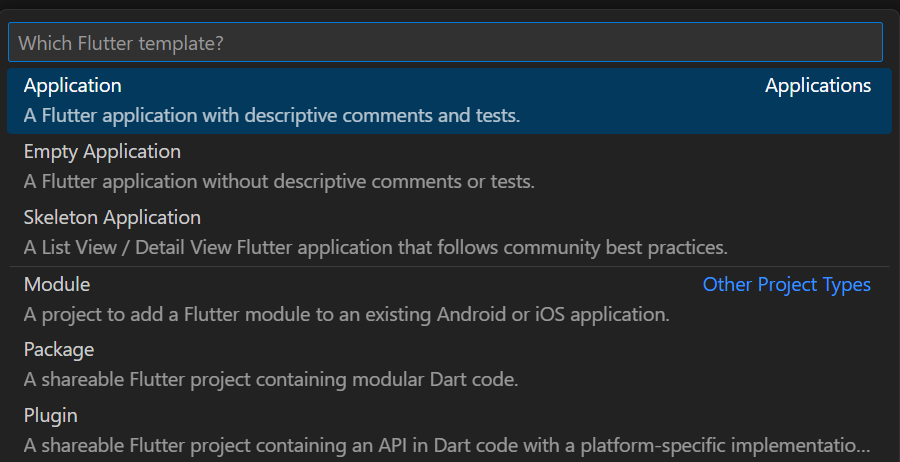 Which Flutter template?
Application Applications
A Flutter application with descriptive comments and tests.
Empty Application
A Flutter application without descriptive comments or tests.
Skeleton Application
A List View / Detail View Flutter application that follows community best practices.
Module Other Project Types
A project to add a Flutter module to an existing Android or iOS application.
Package
A shareable Flutter project containing modular Dart code.
Plugin
A shareable Flutter project containing an API in Dart code with a platform-specific implementatio...